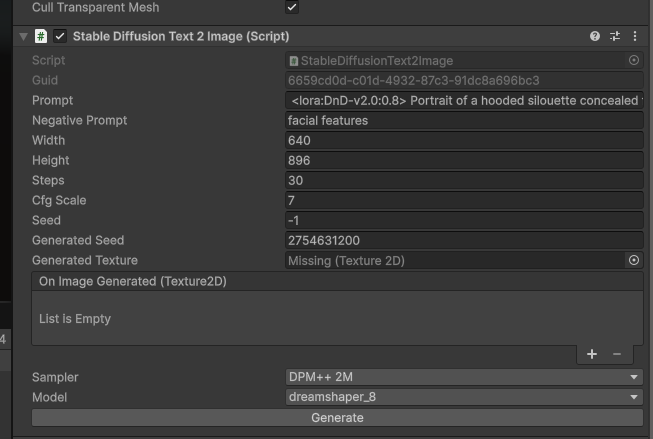 Cull Transparent Mesh
# Stable Diffusion Text 2 Image (Script)
Script # StableDiffusionText2Image
Guid 6659cd0d-c01d-4932-87c3-91dc8a696bc3
Prompt <lora:DnD-v2.0:0.8> Portrait of a hooded silouette concealed
Negative Prompt facial features
Width 640
Height 896
Steps 30
Cfg Scale 7
Seed -1
Generated Seed 2754631200
Generated Texture Missing (Texture 2D)
On Image Generated (Texture2D)
List is Empty
4
+ −
Sampler DPM++ 2M
Model dreamshaper_8
Generate